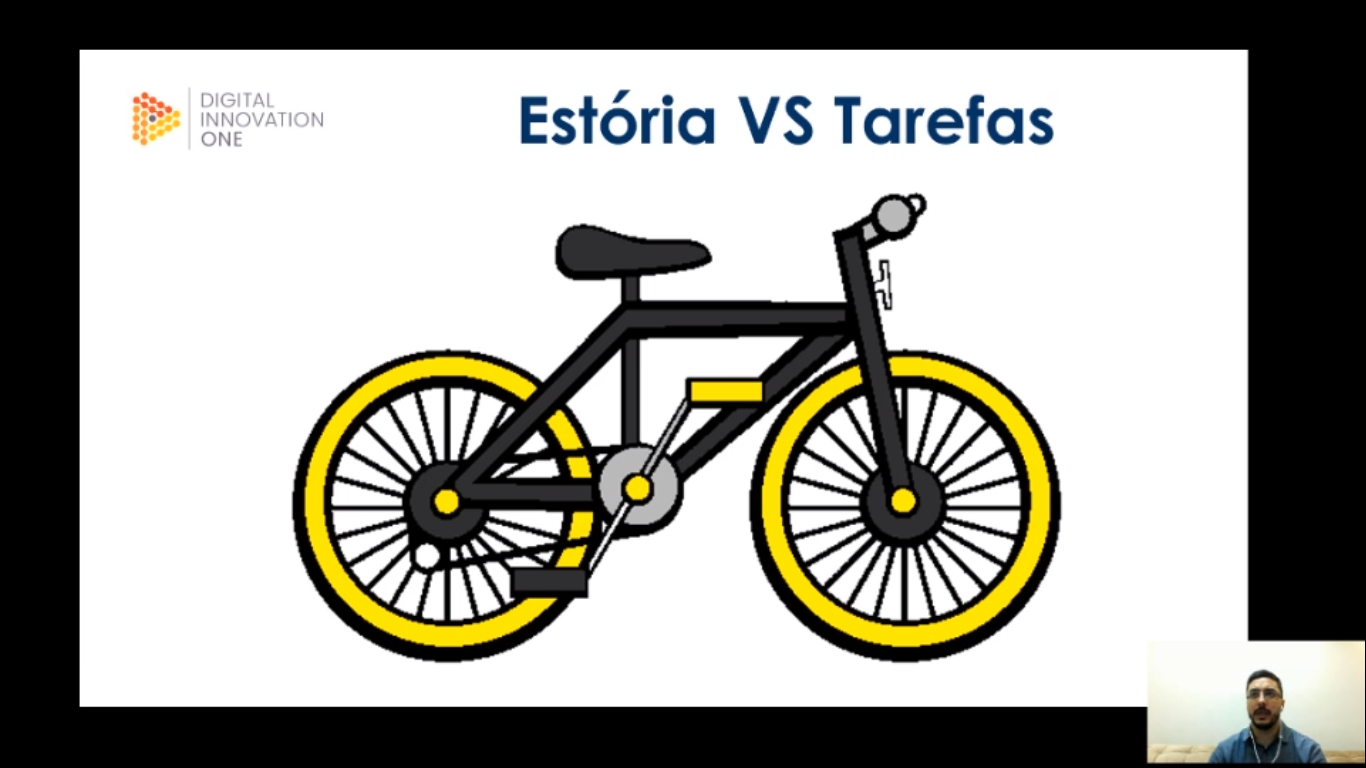 DIGITAL
INNOVATION
ONE
Estória VS Tarefas